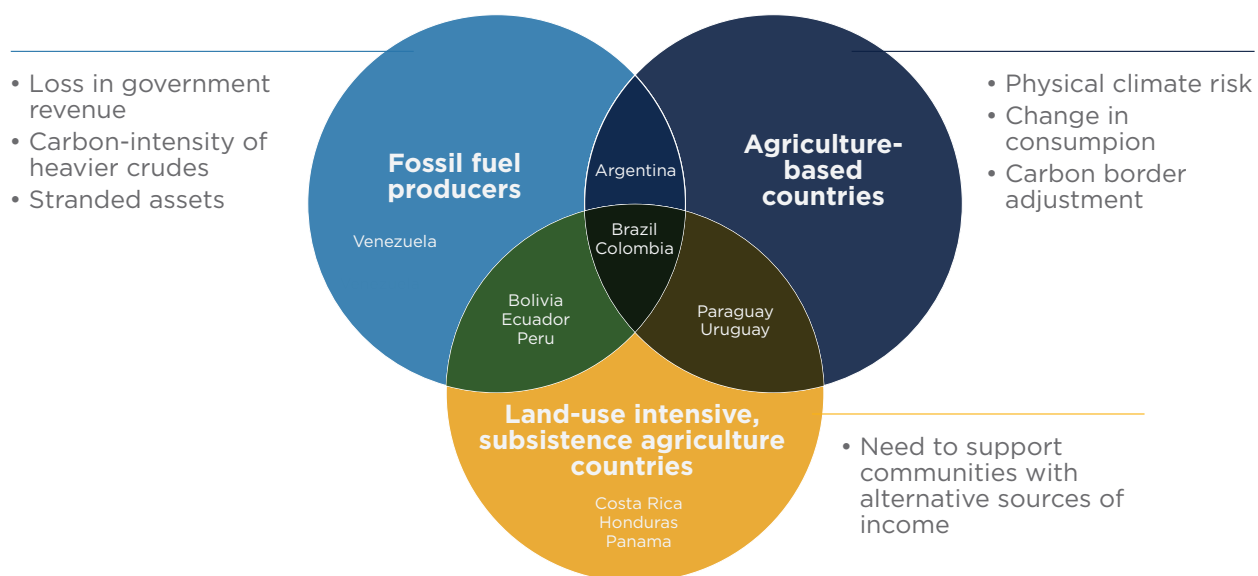 • Loss in government
revenue
• Carbon-intensity of
heavier crudes
• Stranded assets
Fossil fuel
producers
Venezuela
Argentina
Agriculture-
based
countries
• Physical climate risk
• Change in
consumpion
• Carbon border
adjustment
Brazil
Colombia
Bolivia
Ecuador
Peru
Paraguay
Uruguay
Land-use intensive,
subsistence agriculture
countries
Costa Rica
Honduras
Panama
• Need to support
communities with
alternative sources of
income